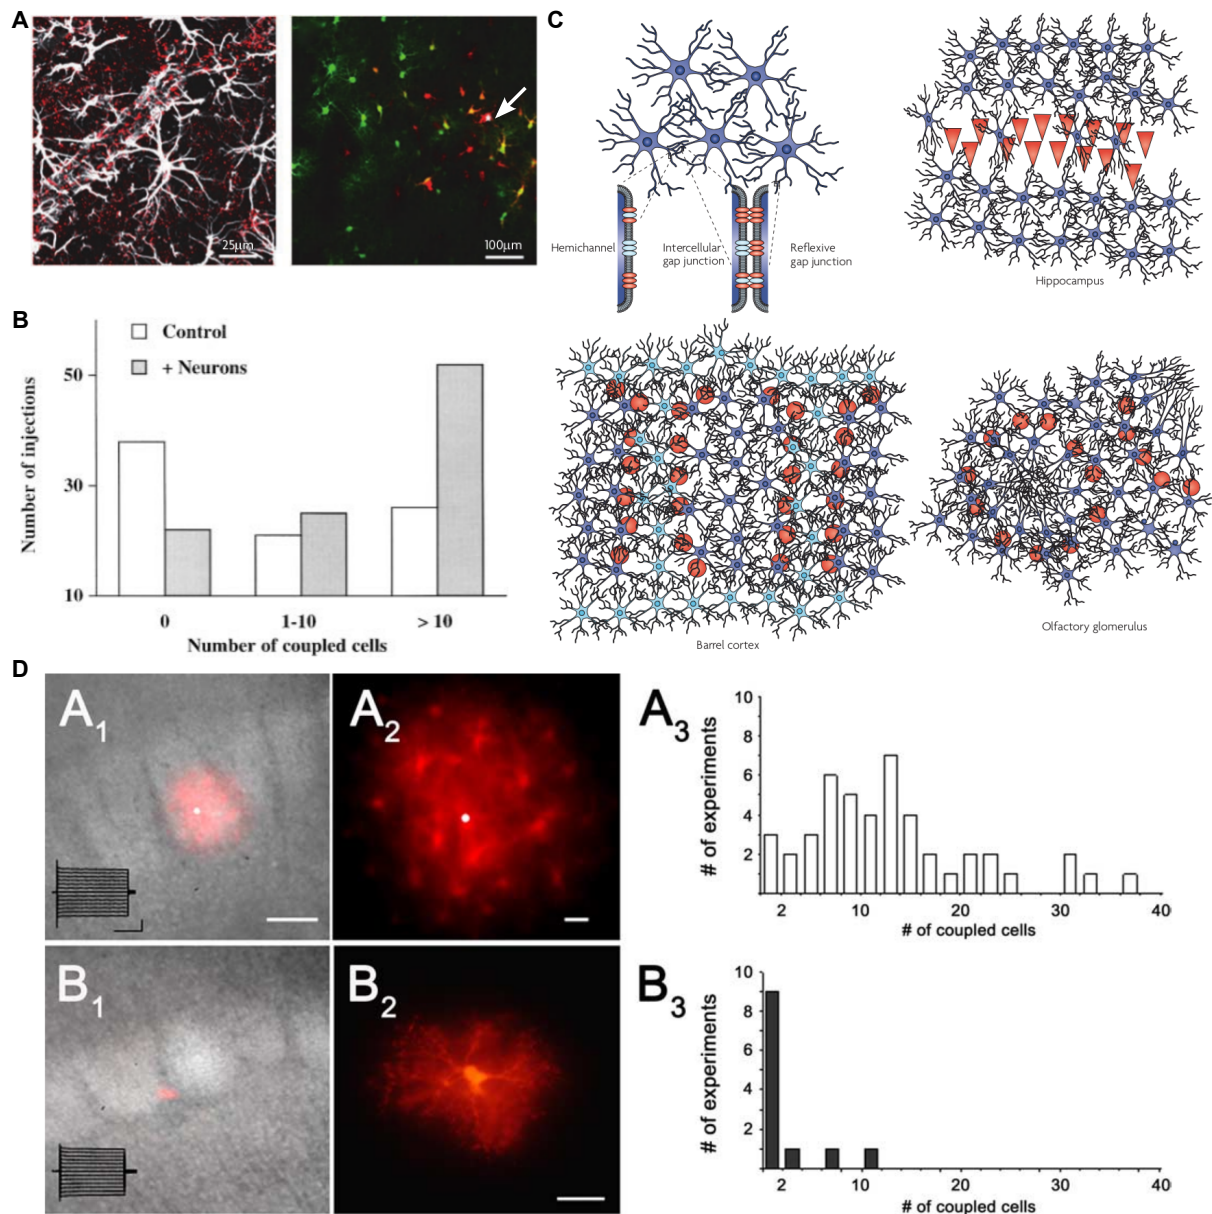 A
25µm
100µm
C
Hemichannel
Intercellular
gap junction
Reflexive
gap junction
Hippocampus
B
Control
+ Neurons
Number of injections
50
30
10
0
1-10
> 10
Number of coupled cells
Barrel cortex
Olfactory glomerulus
D
A1
A2
A3
# of experiments
10
8
6
4
2
2
10
20
30
40
# of coupled cells
B1
B2
B3
# of experiments
10
8
6
4
2
2
10
20
30
40
# of coupled cells